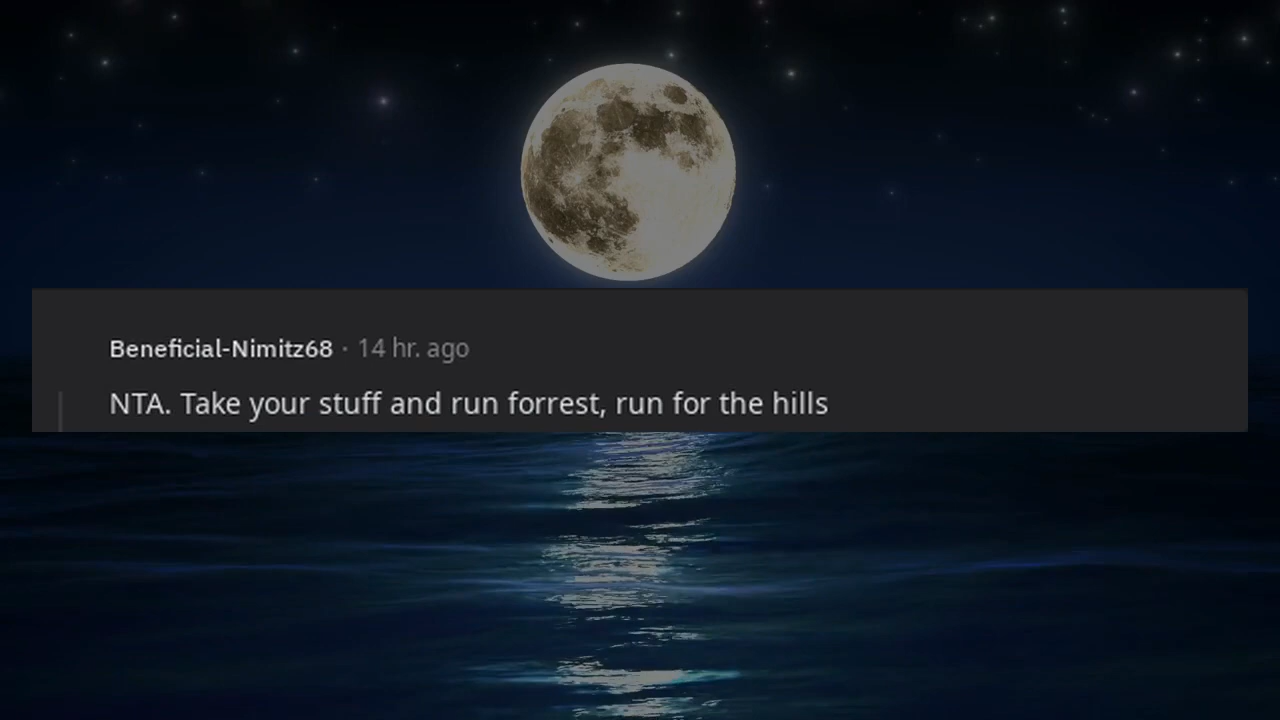 Beneficial-Nimitz68 · 14 hr. ago
NTA. Take your stuff and run forrest, run for the hills